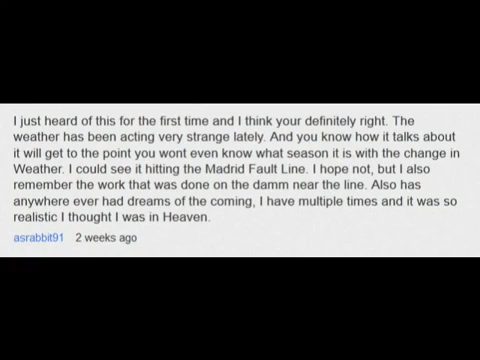 I just heard of this for the first time and I think your definitely right. The
weather has been acting very strange lately. And you know how it talks about
it will get to the point you wont even know what season it is with the change in
Weather. I could see it hitting the Madrid Fault Line. I hope not, but I also
remember the work that was done on the damm near the line. Also has
anywhere ever had dreams of the coming, I have multiple times and it was so
realistic I thought I was in Heaven.
asrabbit91 2 weeks ago